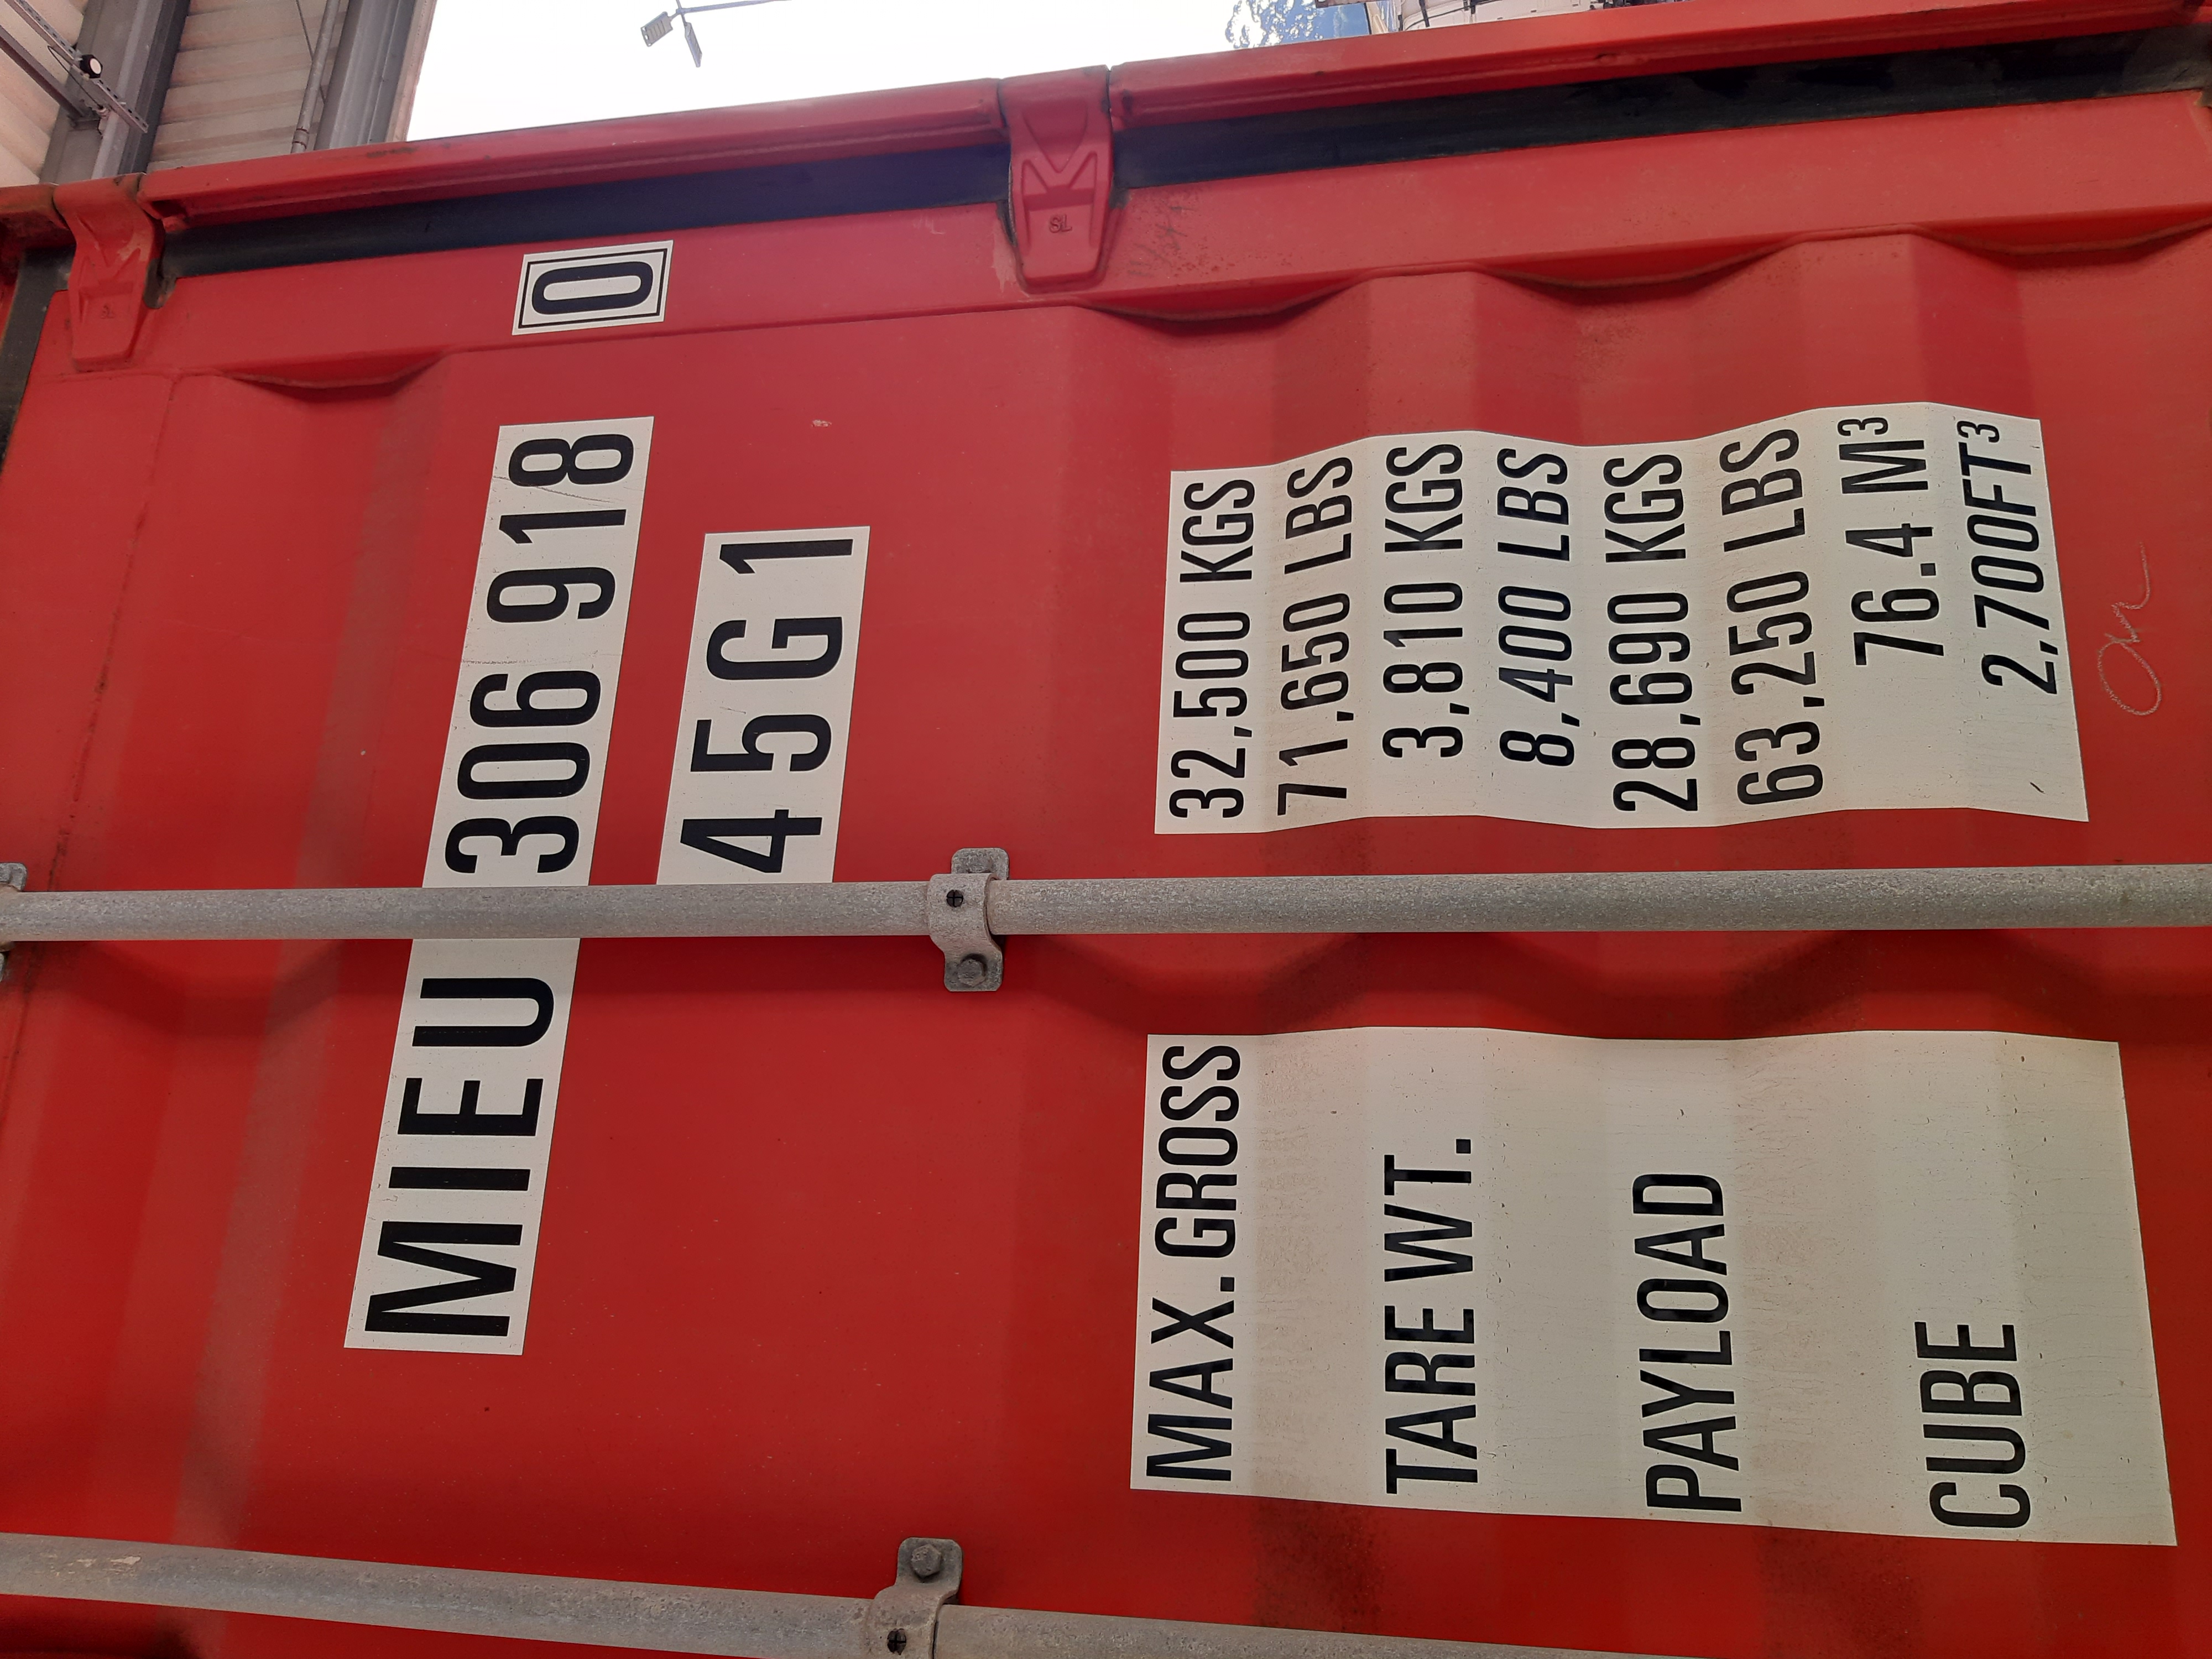 MIEU 306 918 0
45G1
MAX. GROSS 32,500 KGS
71,650 LBS
TARE WT. 3,810 KGS
8,400 LBS
PAYLOAD 28,690 KGS
63,250 LBS
CUBE 76.4 M³
2,700FT³
SL